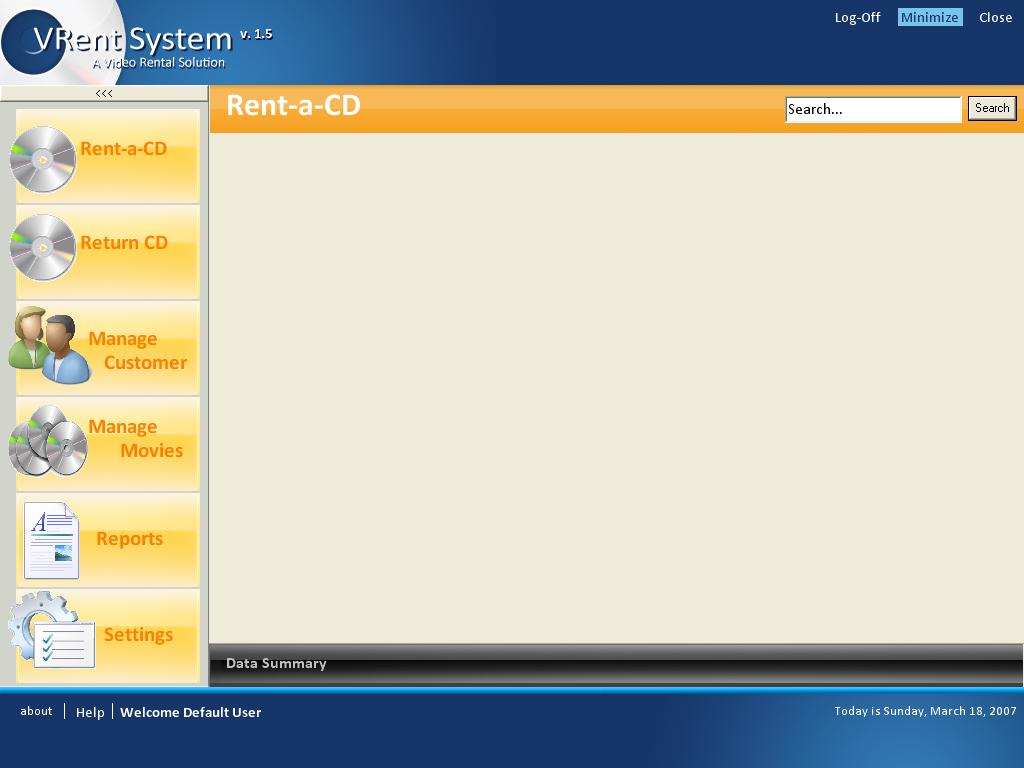 Log-Off Minimize Close
VRent System v. 1.5
A Video Rental Solution
<<<
Rent-a-CD
Search...
Search
Rent-a-CD
Return CD
Manage
Customer
Manage
Movies
Reports
Settings
Data Summary
about Help Welcome Default User
Today is Sunday, March 18, 2007